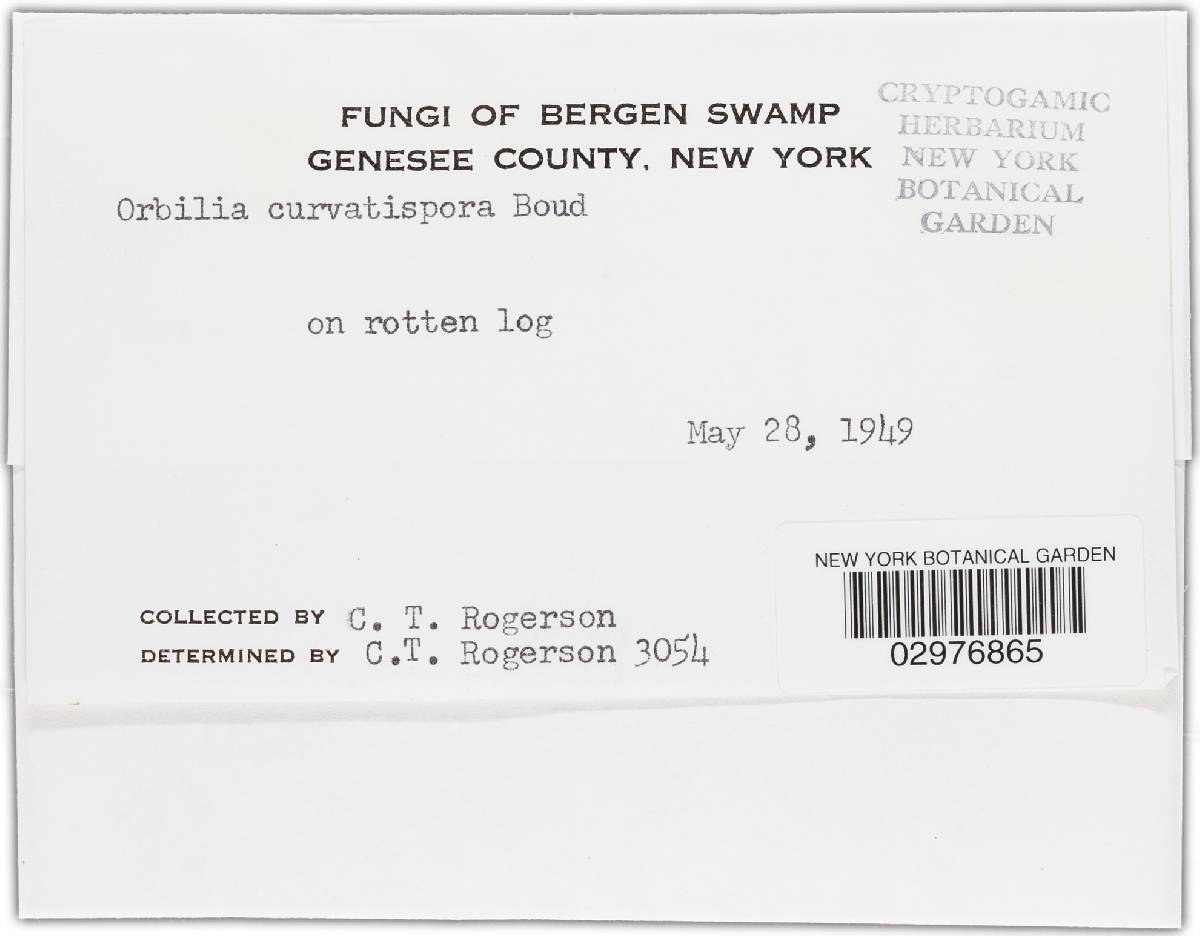 FUNGI OF BERGEN SWAMP
GENESEE COUNTY, NEW YORK
CRYPTOGAMIC
HERBARIUM
NEW YORK
BOTANICAL
GARDEN
Orbilia curvatispora Boud
on rotten log
May 28, 1949
COLLECTED BY C. T. Rogerson
DETERMINED BY C.T. Rogerson 3054
NEW YORK BOTANICAL GARDEN
02976865